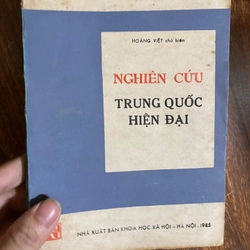 HOÀNG VIỆT chủ biên
NGHIÊN CỨU
TRUNG QUỐC
HIỆN ĐẠI
NHÀ XUẤT BẢN KHOA HỌC XÃ HỘI - HÀ NỘI, 1985